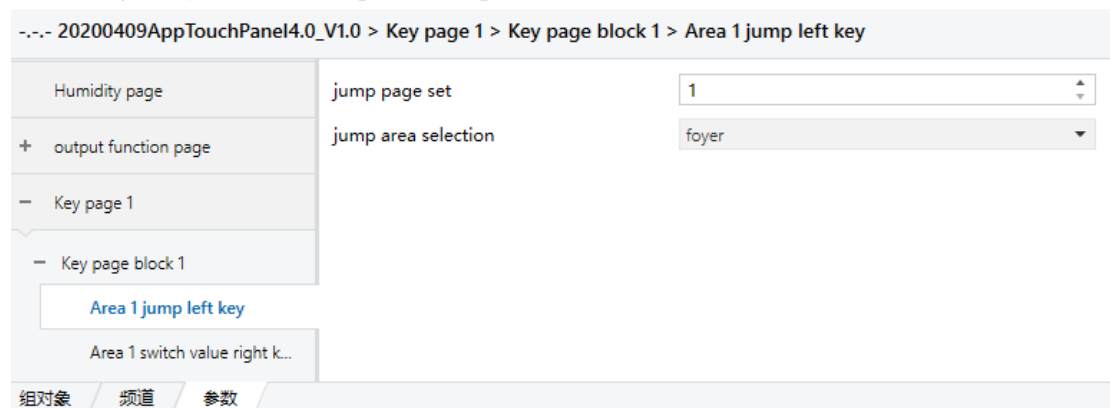 -.-.- 20200409AppTouchPanel4.0_V1.0 > Key page 1 > Key page block 1 > Area 1 jump left key
Humidity page
jump page set
1
jump area selection
foyer
+ output function page
- Key page 1
- Key page block 1
Area 1 jump left key
Area 1 switch value right k...
组对象 / 频道 / 参数